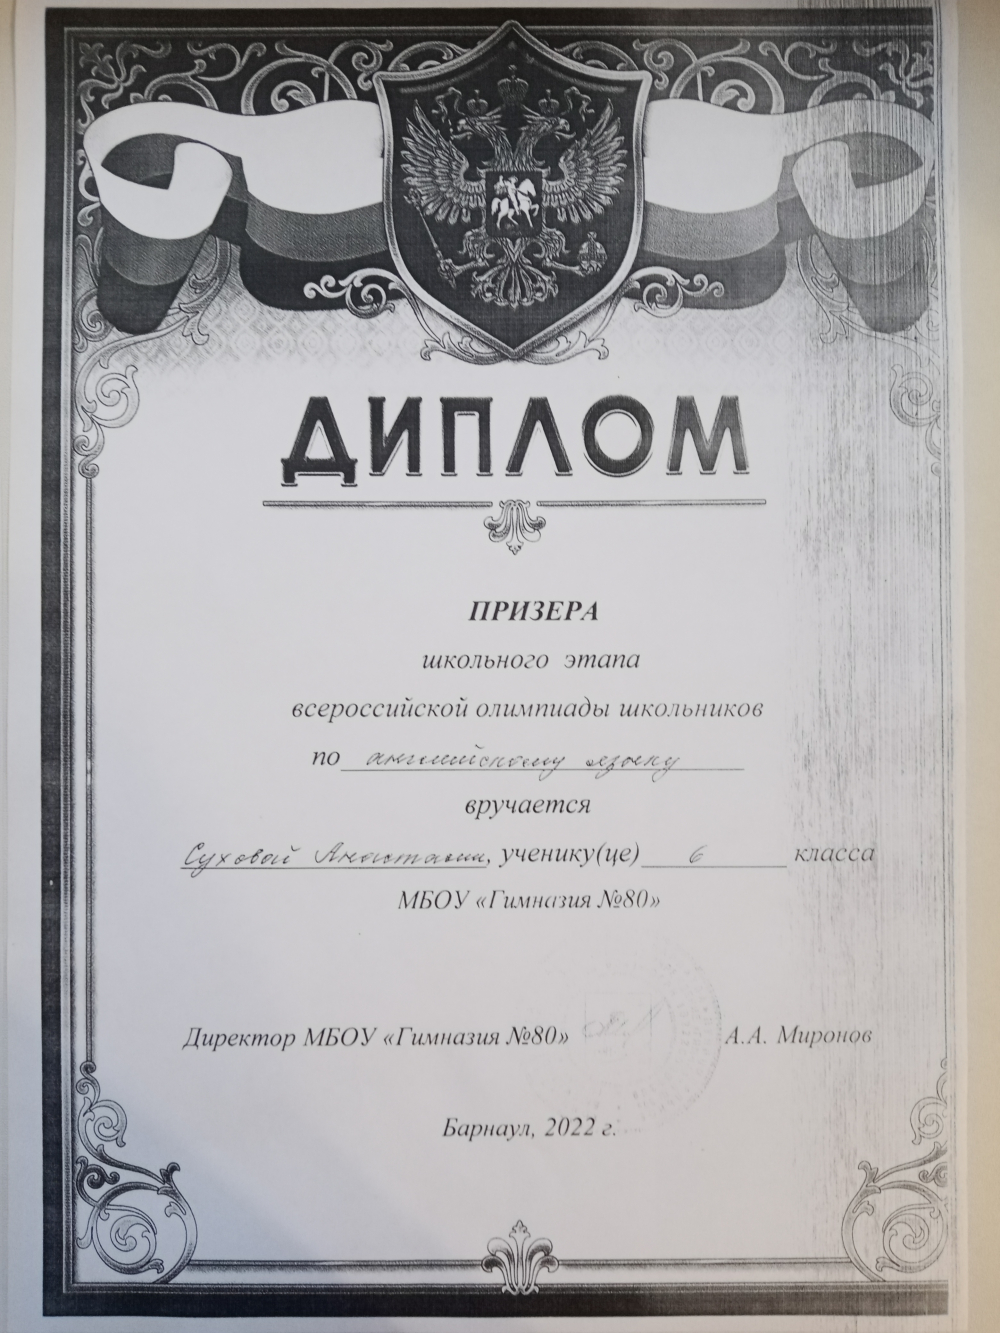 ДИПЛОМ
ПРИЗЕРА
школьного этапа
всероссийской олимпиады школьников
по английскому языку
вручается
Суховой Анастасии, ученику(це) 6 класса
МБОУ «Гимназия №80»
Директор МБОУ «Гимназия №80» А.А. Миронов
Барнаул, 2022 г.